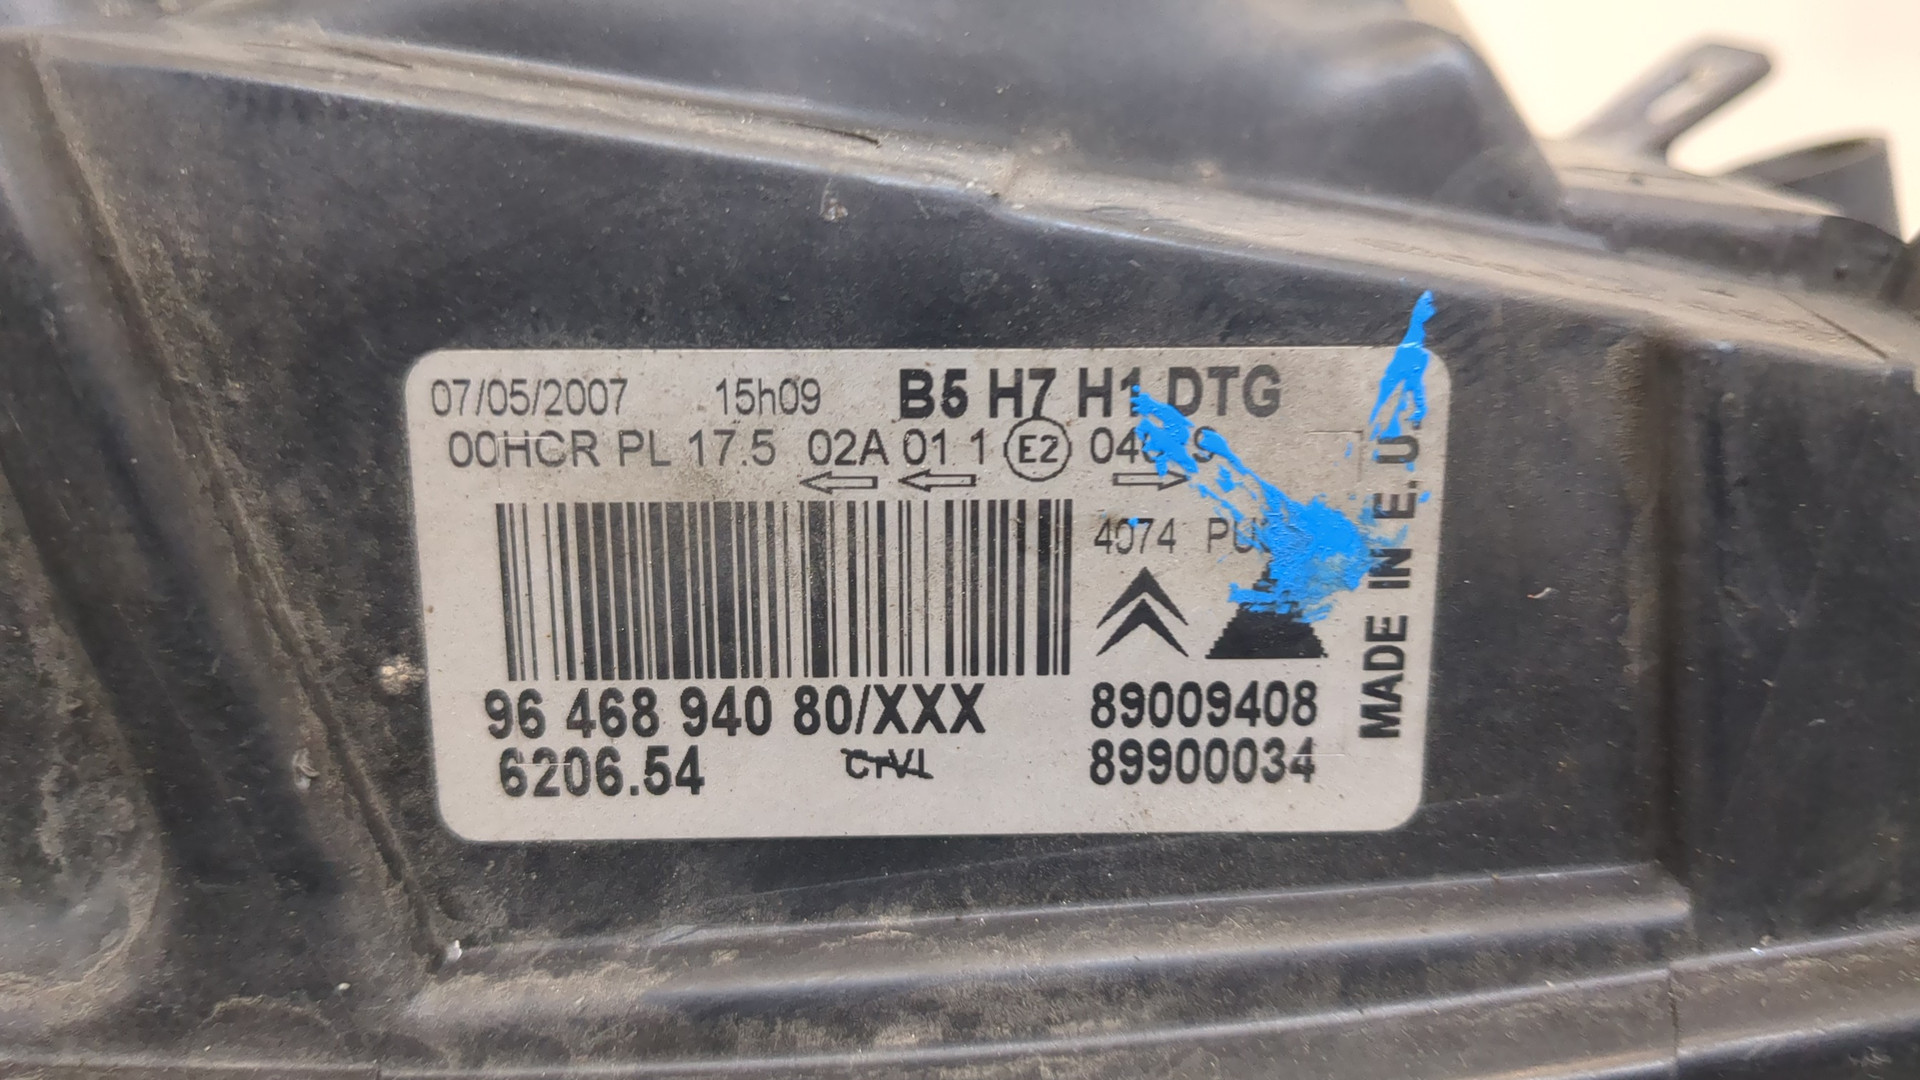 07/05/2007 15h09 B5 H7 H1 DTG
00HCR PL 17.5 02A 01 1 E2
4074
96 468 940 80/XXX 89009408
6206.54 89900034
MADE IN E.U.